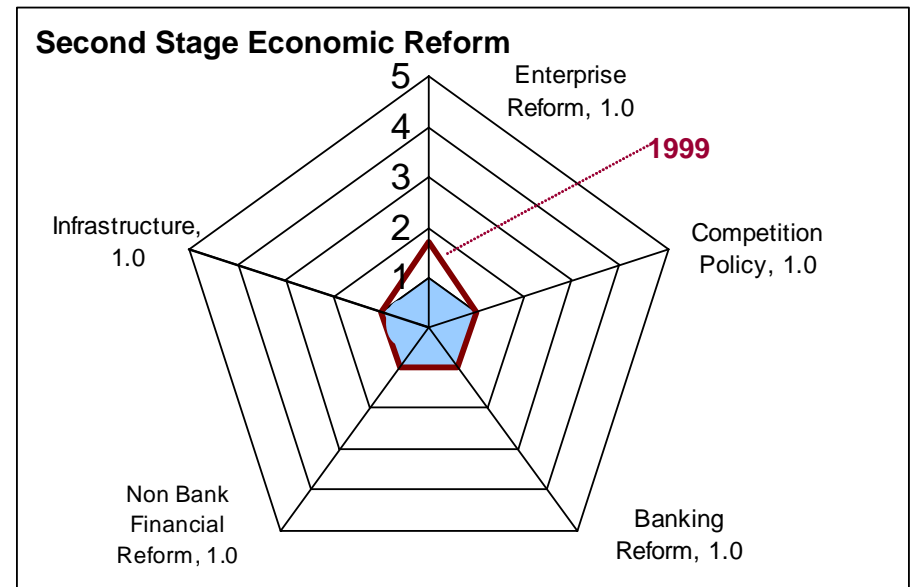 Second Stage Economic Reform
5
4
3
2
1
Enterprise
Reform, 1.0
1999
Competition
Policy, 1.0
Banking
Reform, 1.0
Non Bank
Financial
Reform, 1.0
Infrastructure,
1.0